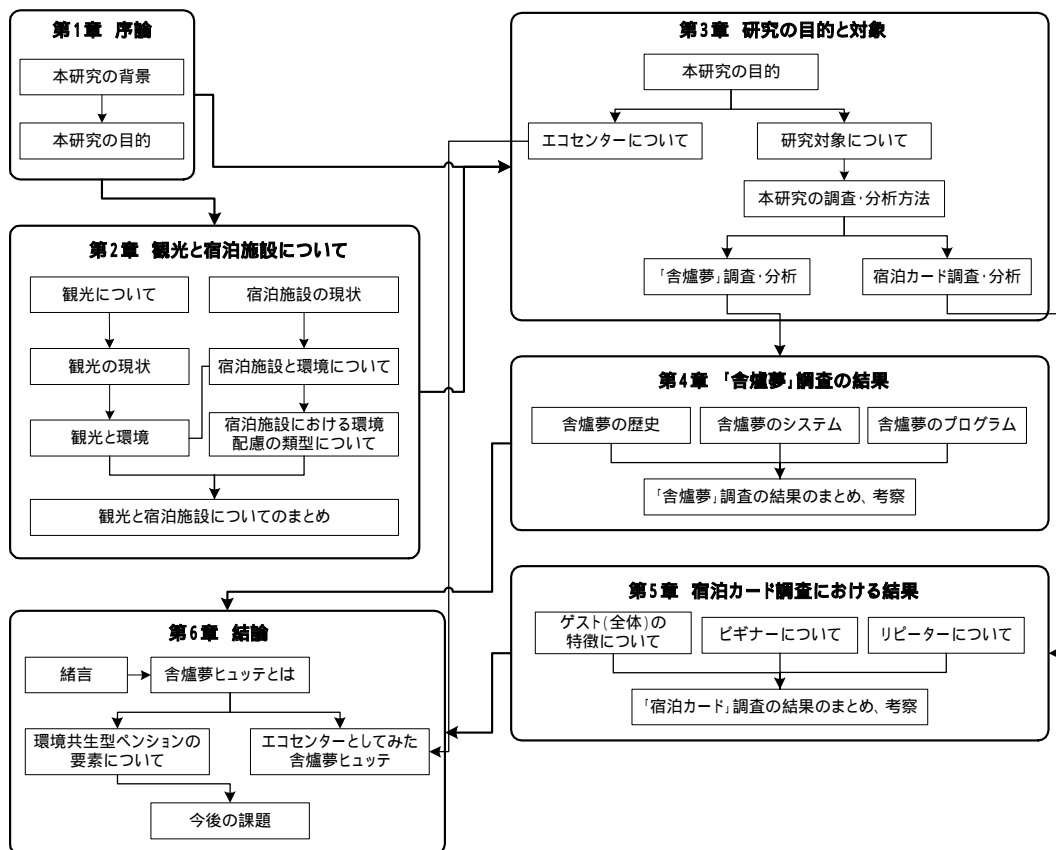 第1章 序論
本研究の背景
本研究の目的
第2章 観光と宿泊施設について
観光について
宿泊施設の現状
観光の現状
宿泊施設と環境について
観光と環境
宿泊施設における環境
配慮の類型について
観光と宿泊施設についてのまとめ
第3章 研究の目的と対象
本研究の目的
エコセンターについて
研究対象について
本研究の調査・分析方法
「舎爐夢」調査・分析
宿泊カード調査・分析
第4章 「舎爐夢」調査の結果
舎爐夢の歴史
舎爐夢のシステム
舎爐夢のプログラム
「舎爐夢」調査の結果のまとめ、考察
第5章 宿泊カード調査における結果
ゲスト(全体)の
特徴について
ビギナーについて
リピーターについて
「宿泊カード」調査の結果のまとめ、考察
第6章 結論
緒言
舎爐夢ヒュッテとは
環境共生型ペンションの
要素について
エコセンターとしてみた
舎爐夢ヒュッテ
今後の課題